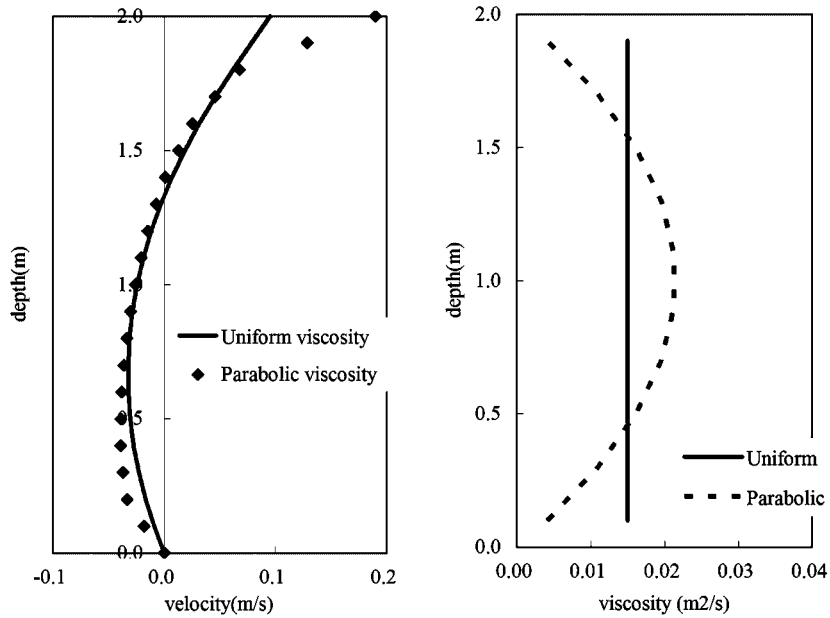 2.0
1.5
1.0
0.5
0.0
depth(m)
Uniform viscosity
Parabolic viscosity
-0.1
0.0
0.1
0.2
velocity(m/s)
2.0
1.5
1.0
0.5
0.0
depth(m)
Uniform
Parabolic
0.00
0.01
0.02
0.03
0.04
viscosity (m2/s)